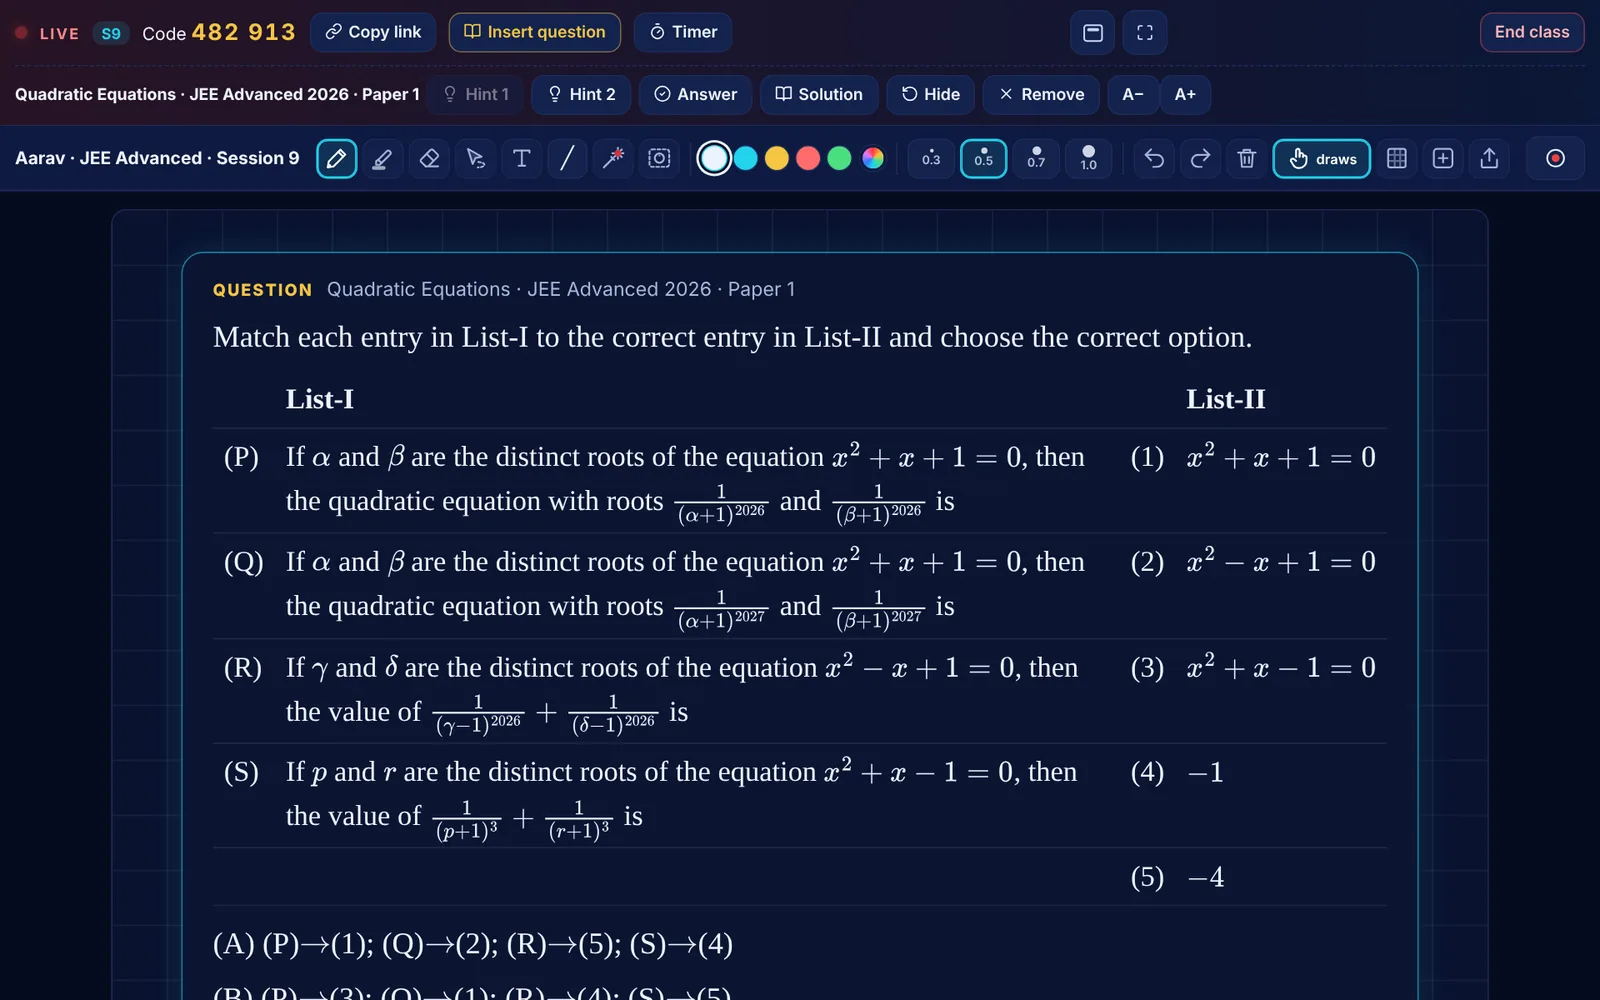 LIVE S9 Code 482 913 Copy link Insert question Timer End class
Quadratic Equations · JEE Advanced 2026 · Paper 1 Hint 1 Hint 2 Answer Solution Hide Remove A− A+
Aarav · JEE Advanced · Session 9 T 0.3 0.5 0.7 1.0 draws
QUESTION Quadratic Equations · JEE Advanced 2026 · Paper 1
Match each entry in List-I to the correct entry in List-II and choose the correct option.
List-I List-II
(P) If α and β are the distinct roots of the equation x² + x + 1 = 0, then (1) x² + x + 1 = 0
the quadratic equation with roots 1/(α+1)²⁰²⁶ and 1/(β+1)²⁰²⁶ is
(Q) If α and β are the distinct roots of the equation x² + x + 1 = 0, then (2) x² − x + 1 = 0
the quadratic equation with roots 1/(α+1)²⁰²⁷ and 1/(β+1)²⁰²⁷ is
(R) If γ and δ are the distinct roots of the equation x² − x + 1 = 0, then (3) x² + x − 1 = 0
the value of 1/(γ−1)²⁰²⁶ + 1/(δ−1)²⁰²⁶ is
(S) If p and r are the distinct roots of the equation x² + x − 1 = 0, then (4) −1
the value of 1/(p+1)³ + 1/(r+1)³ is
(5) −4
(A) (P)→(1); (Q)→(2); (R)→(5); (S)→(4)
(B) (P)→(3); (Q)→(1); (R)→(4); (S)→(5)